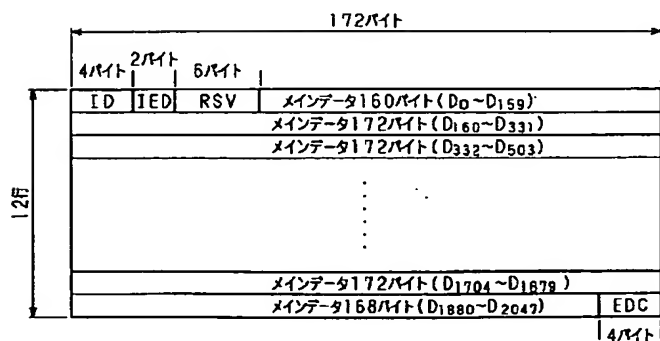 172バイト
4バイト 2バイト 6バイト
ID IED RSV メインデータ160バイト(D0~D159)
メインデータ172バイト(D160~D331)
メインデータ172バイト(D332~D503)
12行
メインデータ172バイト(D1704~D1879)
メインデータ168バイト(D1880~D2047) EDC
4バイト